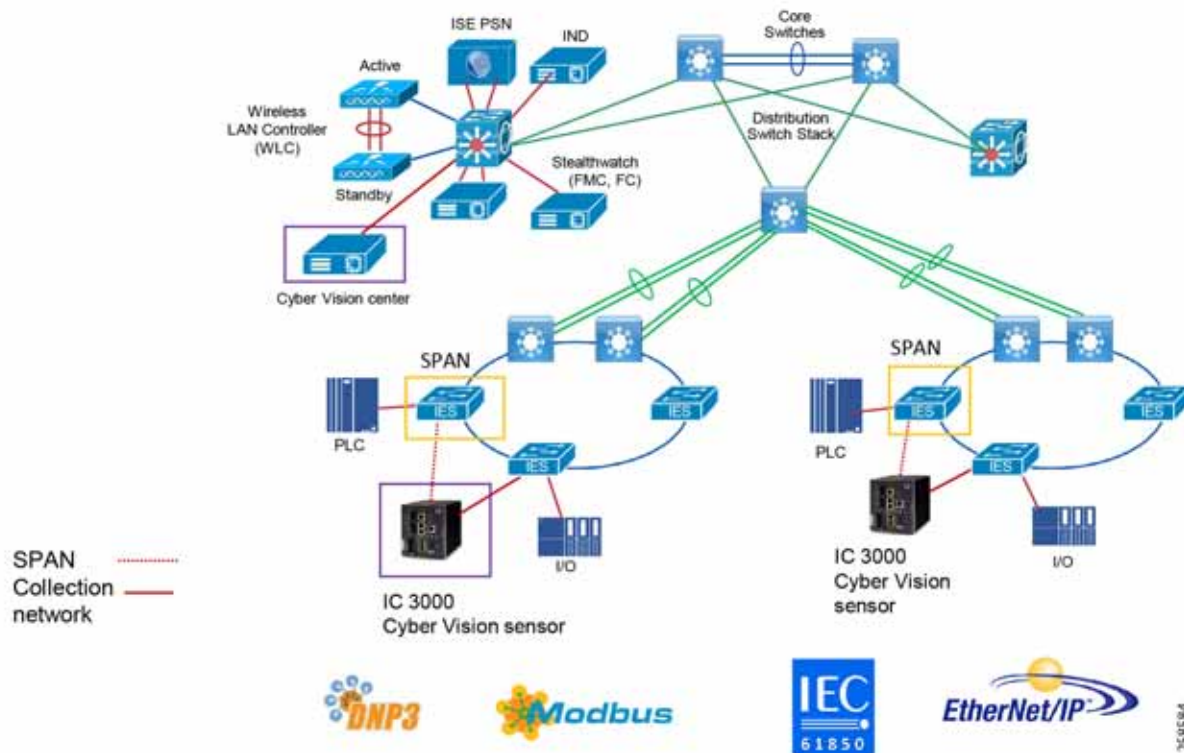 ISE PSN
IND
Core
Switches
Active
Wireless
LAN Controller
(WLC)
Distribution
Switch Stack
Stealthwatch
(FMC, FC)
Standby
Cyber Vision center
SPAN
SPAN
IES
IES
IES
IES
PLC
PLC
IES
IES
I/O
I/O
SPAN
Collection
network
IC 3000
Cyber Vision sensor
IC 3000
Cyber Vision
sensor
DNP3
Modbus
IEC
61850
EtherNet/IP